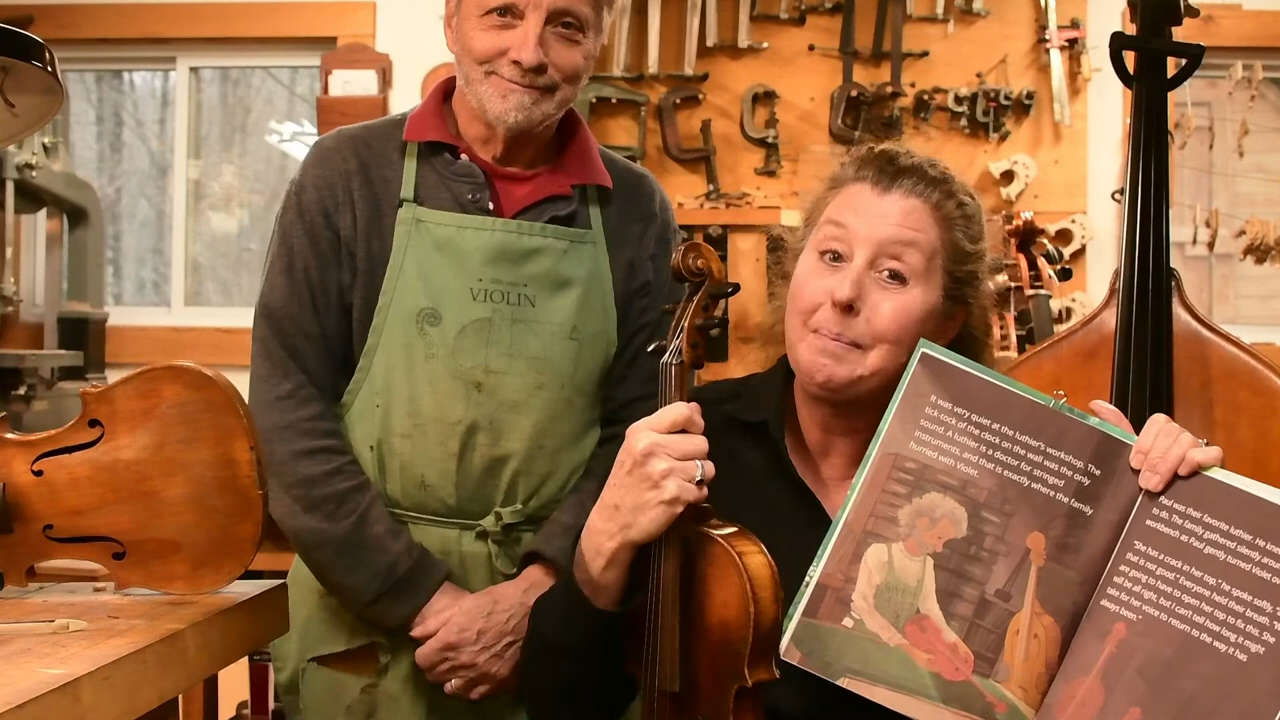 VIOLIN
It was very quiet at the luthier's workshop. The
tick-tock of the clock on the wall was the only
sound. A luthier is a doctor for stringed
instruments, and that is exactly where the family
hurried with Violet.
Paul was their favorite luthier. He
to do. The family gathered silently
workbench as Paul gently turned Violet
"She has a crack in her top," he spoke softly,
that is not good." Everyone held their breath.
are going to have to open her top to fix this. She
will be all right, but I can't tell how long it might
take for her voice to return to the way it has
always been."